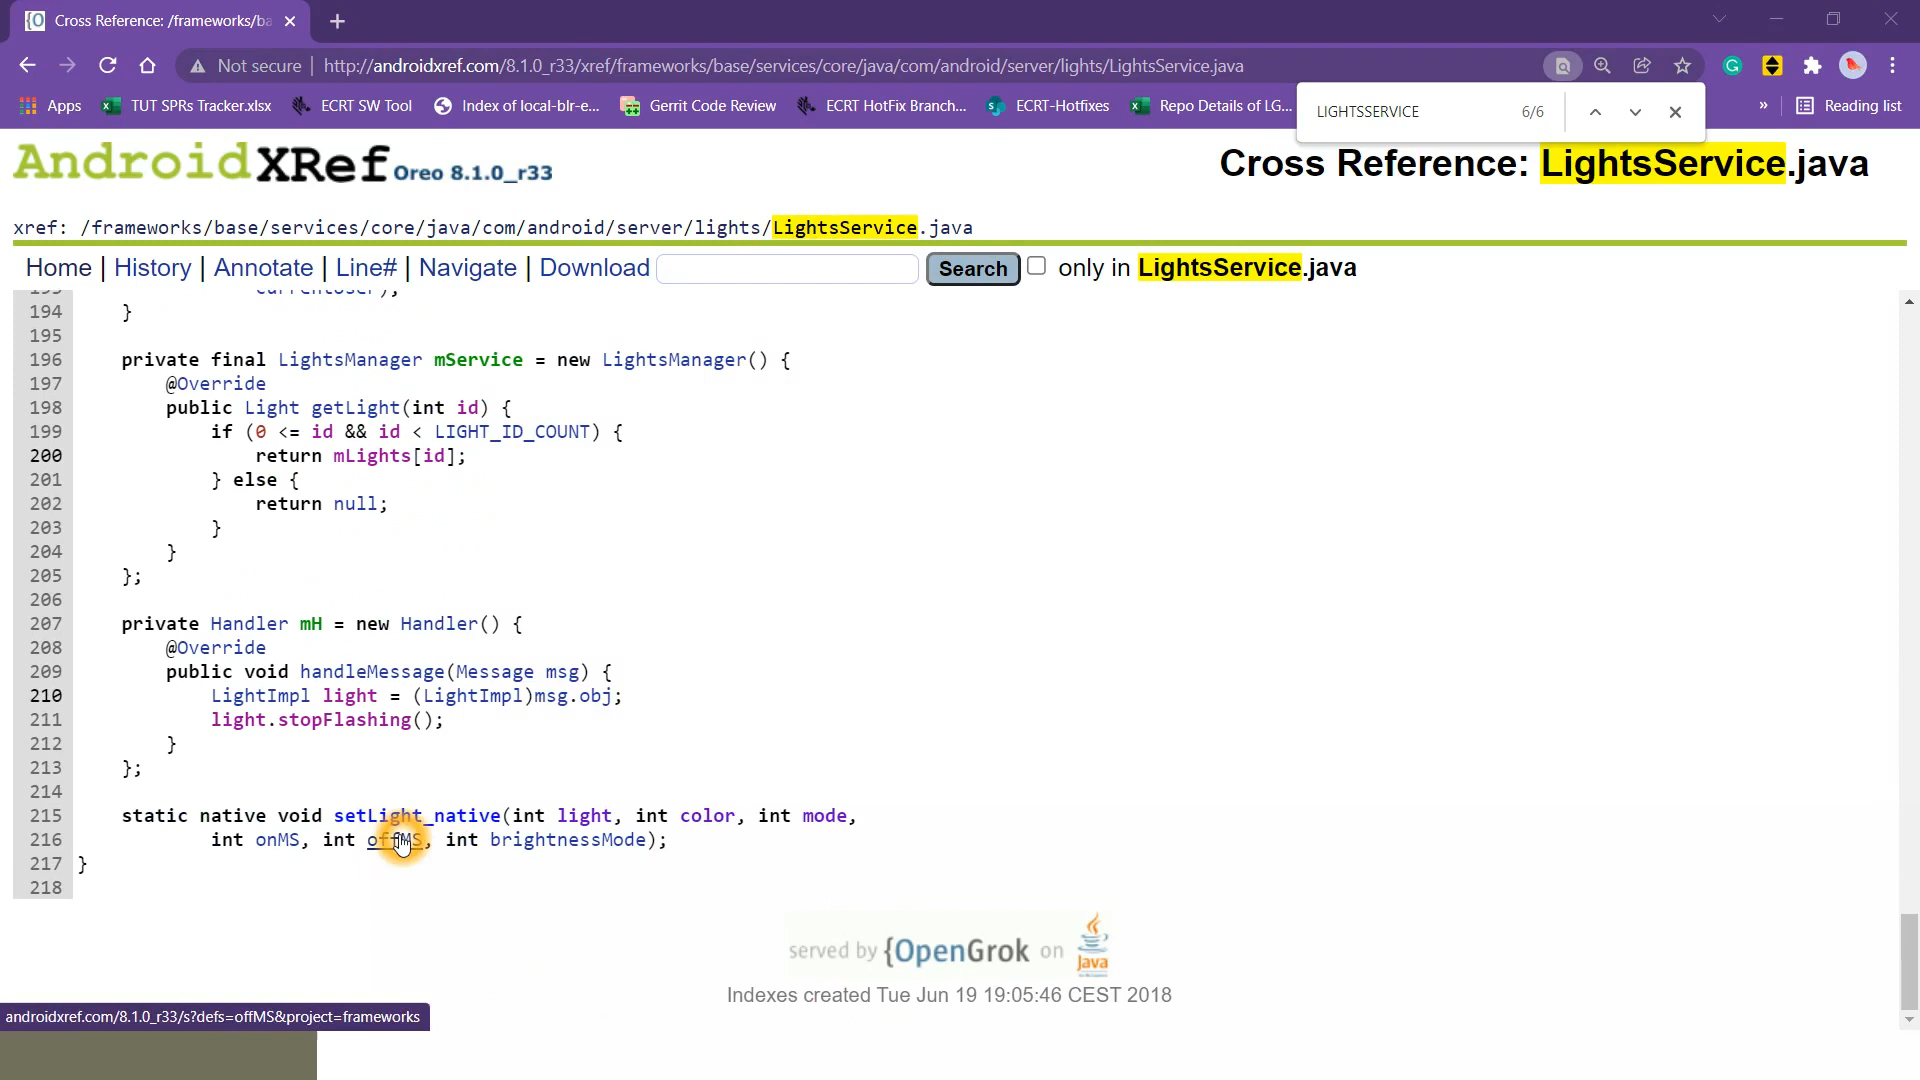 Cross Reference: /frameworks/ba
Not secure | http://androidxref.com/8.1.0_r33/xref/frameworks/base/services/core/java/com/android/server/lights/LightsService.java
Apps TUT SPRs Tracker.xlsx ECRT SW Tool Index of local-blr-e... Gerrit Code Review ECRT HotFix Branch... ECRT-Hotfixes Repo Details of LG... » Reading list
LIGHTSSERVICE 6/6
AndroidXRef Oreo 8.1.0_r33
Cross Reference: LightsService.java
xref: /frameworks/base/services/core/java/com/android/server/lights/LightsService.java
Home | History | Annotate | Line# | Navigate | Download Search only in LightsService.java
193 currentUser);
194 }
195
196 private final LightsManager mService = new LightsManager() {
197 @Override
198 public Light getLight(int id) {
199 if (0 <= id && id < LIGHT_ID_COUNT) {
200 return mLights[id];
201 } else {
202 return null;
203 }
204 }
205 };
206
207 private Handler mH = new Handler() {
208 @Override
209 public void handleMessage(Message msg) {
210 LightImpl light = (LightImpl)msg.obj;
211 light.stopFlashing();
212 }
213 };
214
215 static native void setLight_native(int light, int color, int mode,
216 int onMS, int offMS, int brightnessMode);
217 }
218
served by {OpenGrok on Java
Indexes created Tue Jun 19 19:05:46 CEST 2018
androidxref.com/8.1.0_r33/s?defs=offMS&project=frameworks